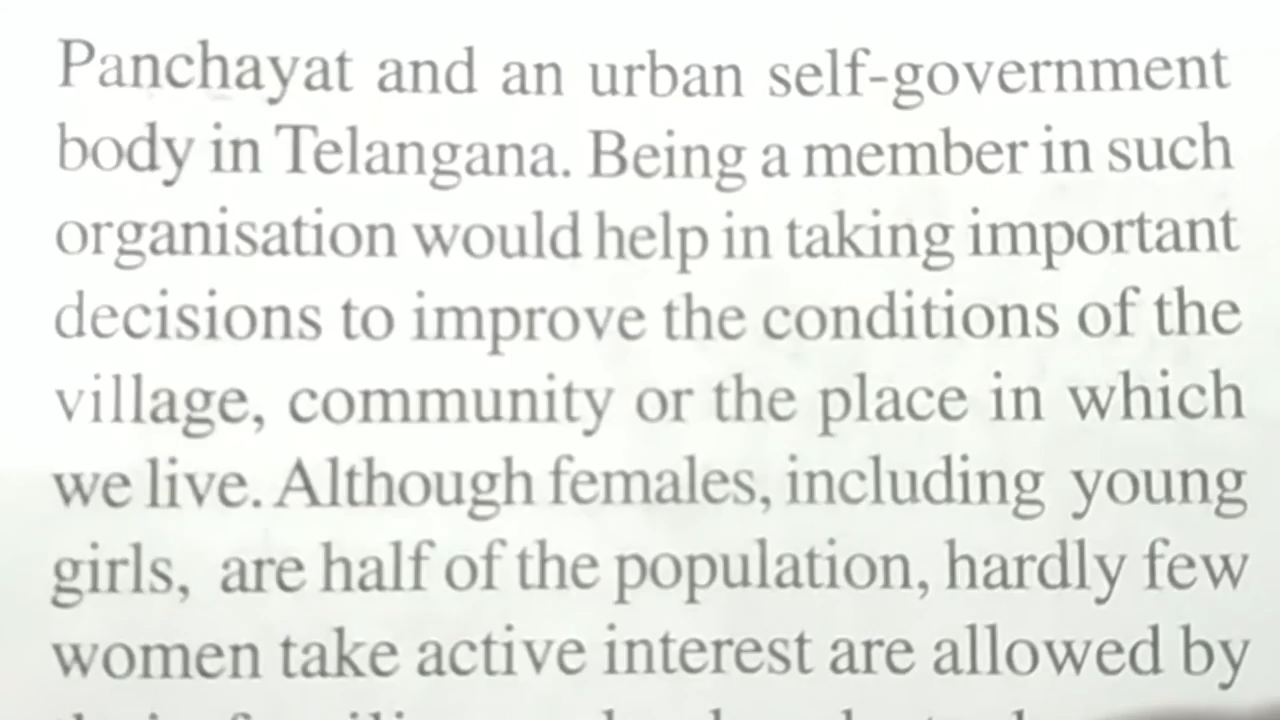 Panchayat and an urban self-government
body in Telangana. Being a member in such
organisation would help in taking important
decisions to improve the conditions of the
village, community or the place in which
we live. Although females, including young
girls, are half of the population, hardly few
women take active interest are allowed by